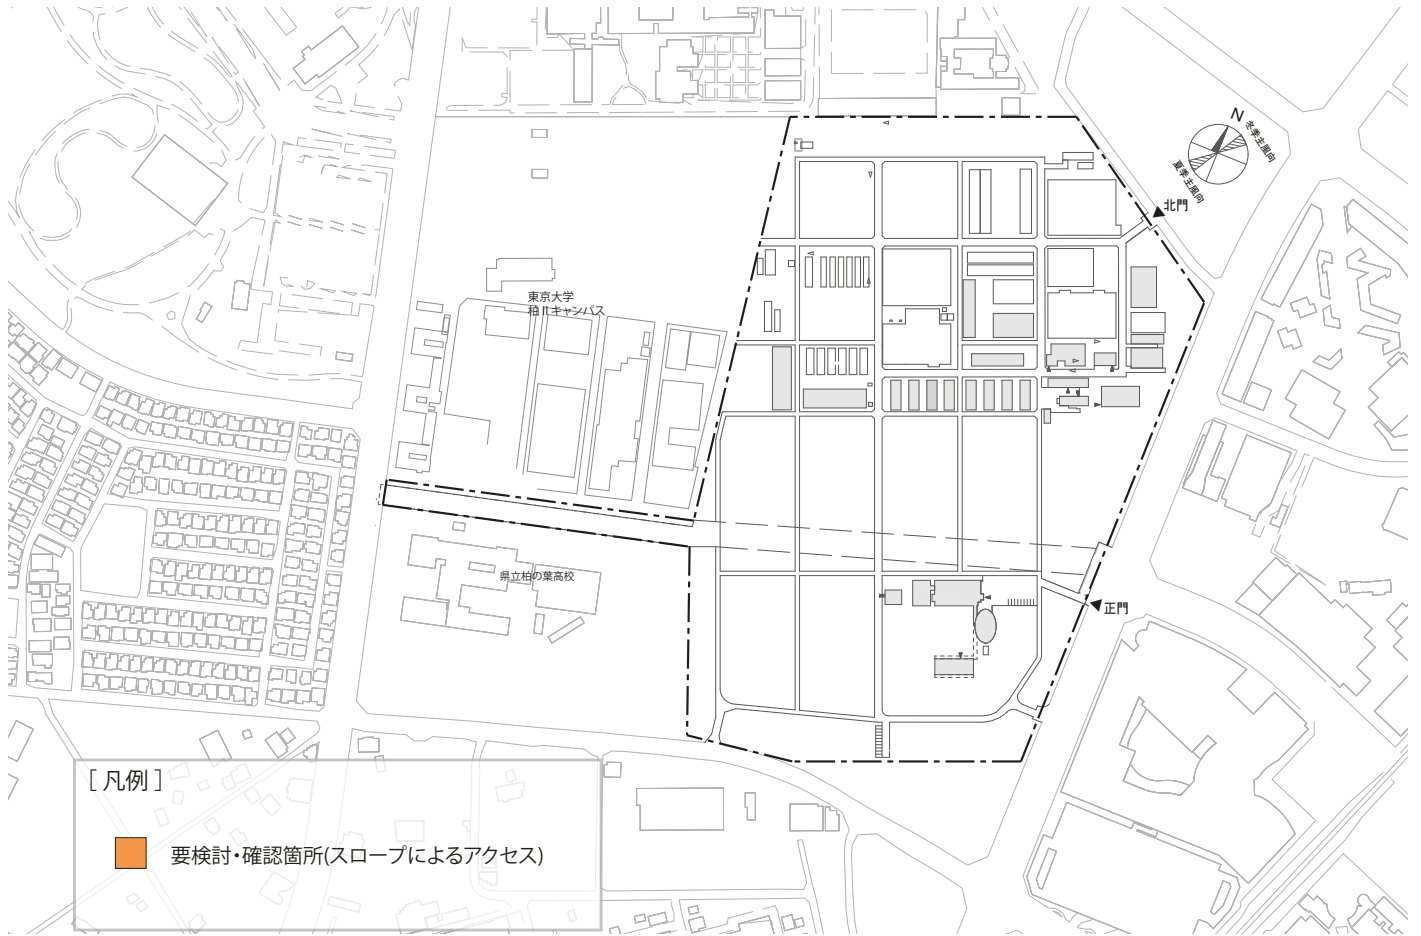 N
冬季主風向
夏季主風向
北門
東京大学
柏Ⅱキャンパス
県立柏の葉高校
正門
［凡例］
要検討・確認箇所(スロープによるアクセス)